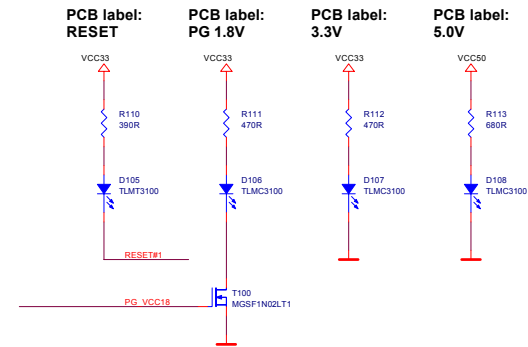 PCB label:
RESET
PCB label:
PG 1.8V
PCB label:
3.3V
PCB label:
5.0V
VCC33
VCC33
VCC33
VCC50
R110
390R
R111
470R
R112
470R
R113
680R
D105
TLMT3100
D106
TLMC3100
D107
TLMC3100
D108
TLMC3100
RESET#1
PG_VCC18
T100
MGSF1N02LT1